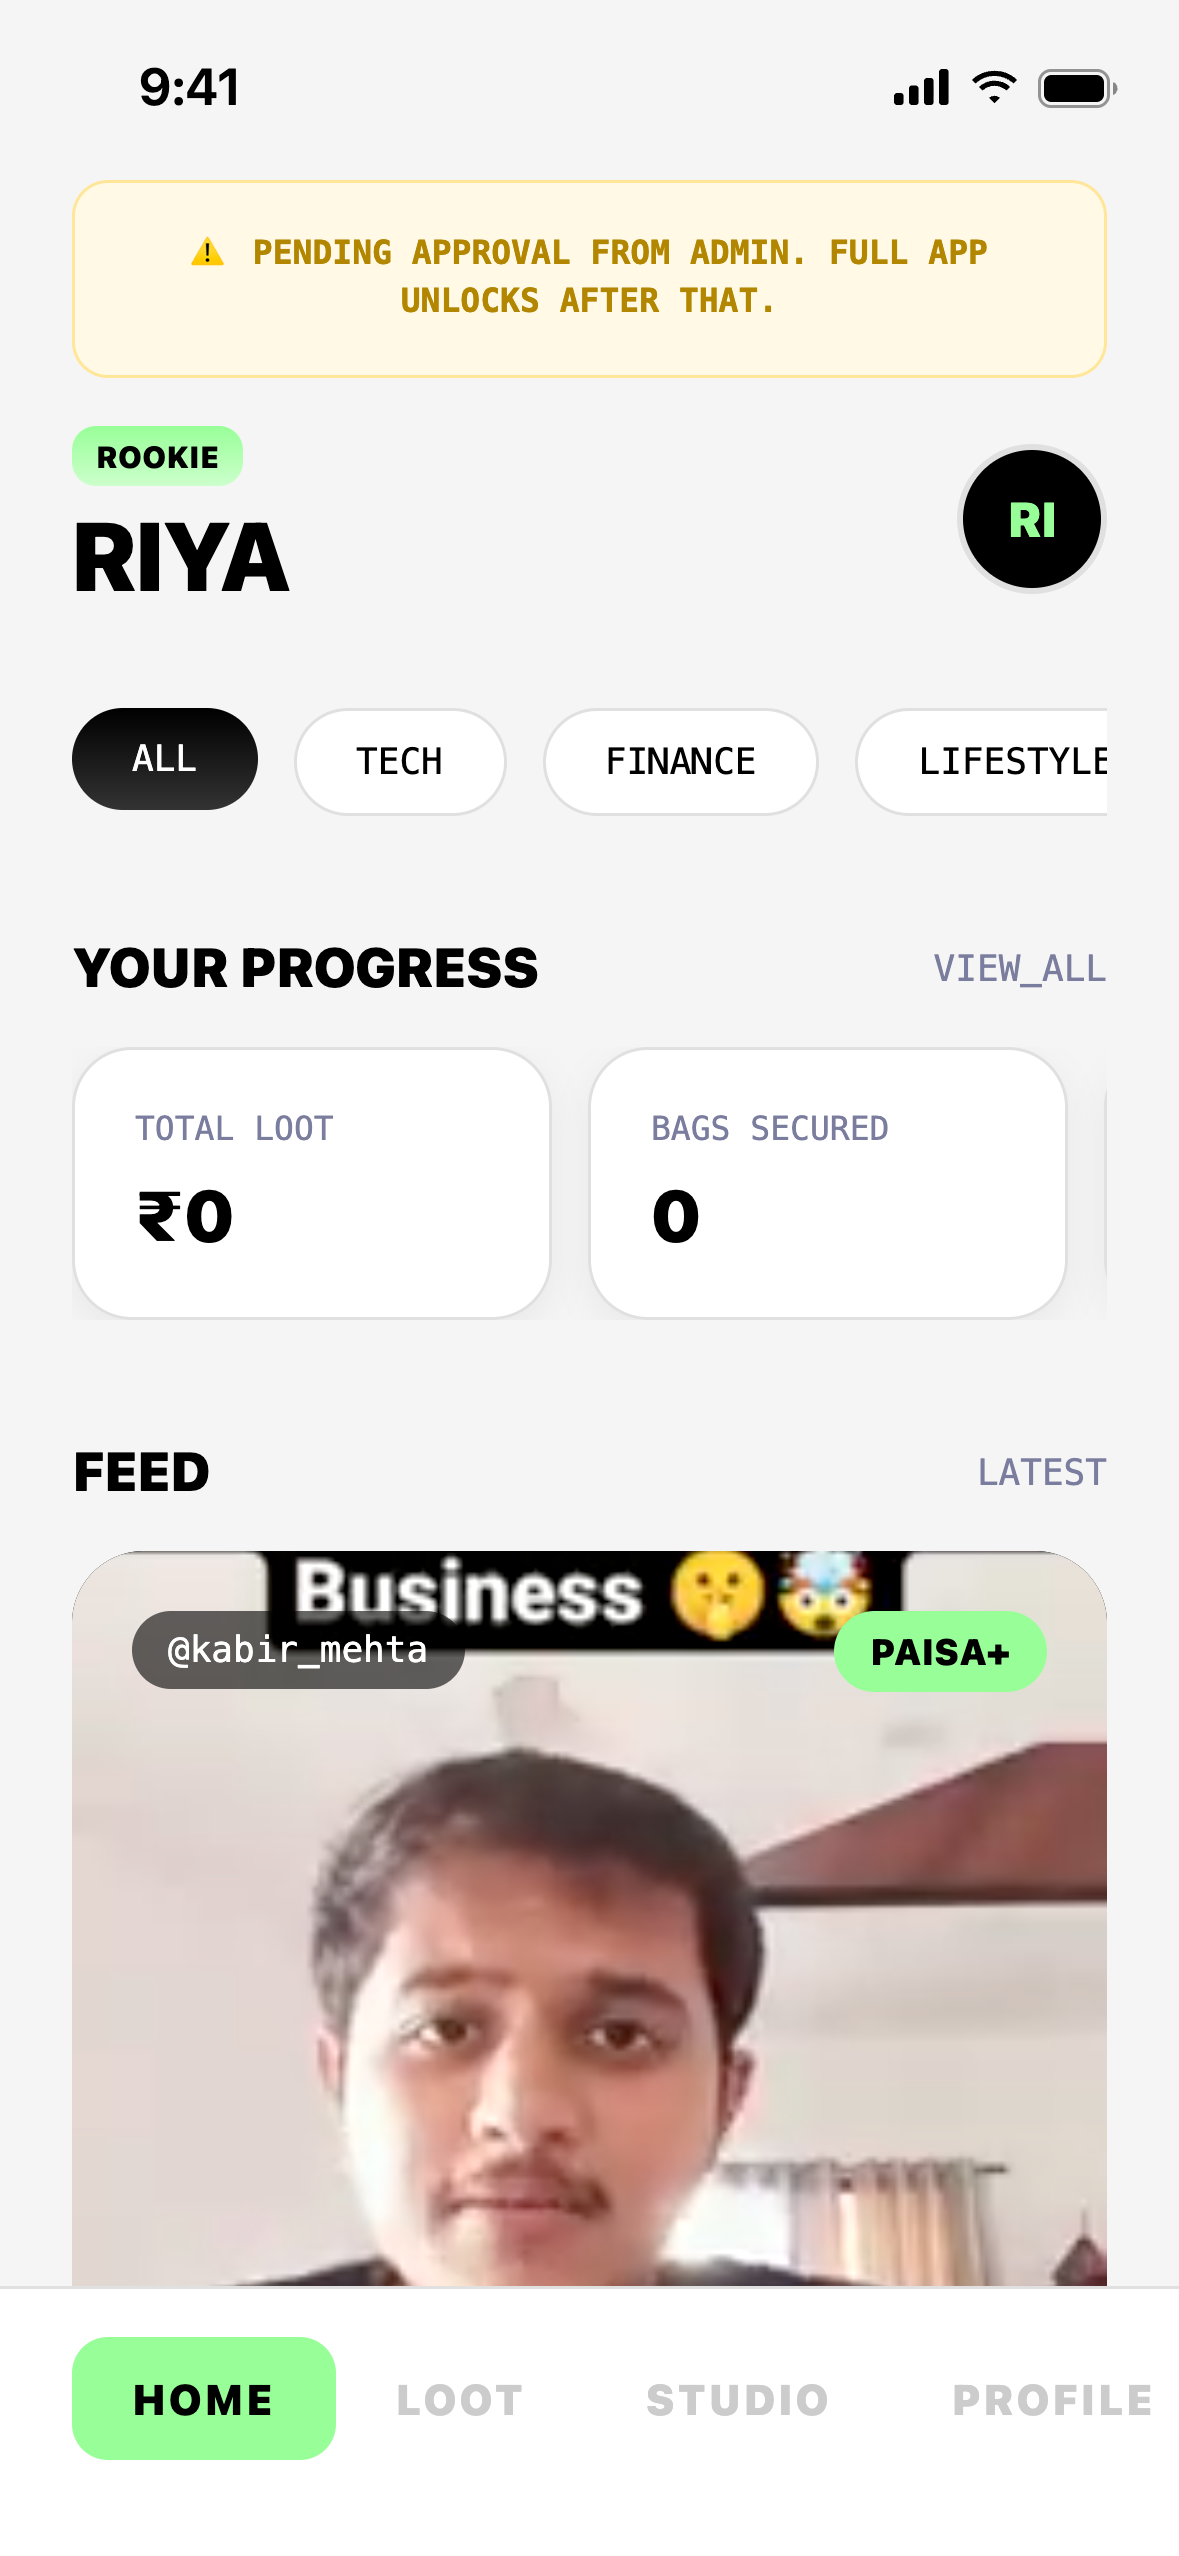 9:41
⚠️ PENDING APPROVAL FROM ADMIN. FULL APP
UNLOCKS AFTER THAT.
ROOKIE
RIYA
RI
ALL TECH FINANCE LIFESTYLE
YOUR PROGRESS VIEW_ALL
TOTAL LOOT
₹0
BAGS SECURED
0
FEED LATEST
Business 🤫🤯
@kabir_mehta PAISA+
HOME LOOT STUDIO PROFILE